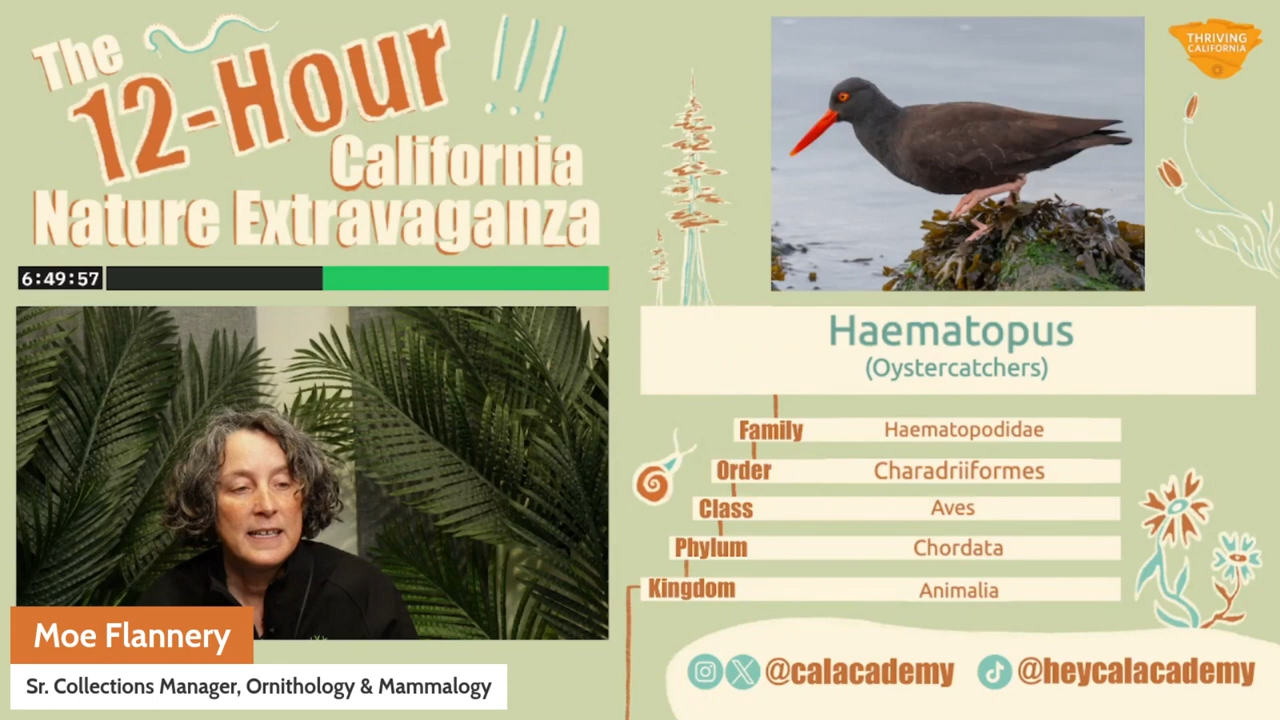 The
12-Hour!!!
California
Nature Extravaganza
6:49:57
THRIVING
CALIFORNIA
Haematopus
(Oystercatchers)
Family Haematopodidae
Order Charadriiformes
Class Aves
Phylum Chordata
Kingdom Animalia
Moe Flannery
Sr. Collections Manager, Ornithology & Mammalogy
@calacademy @heycalacademy